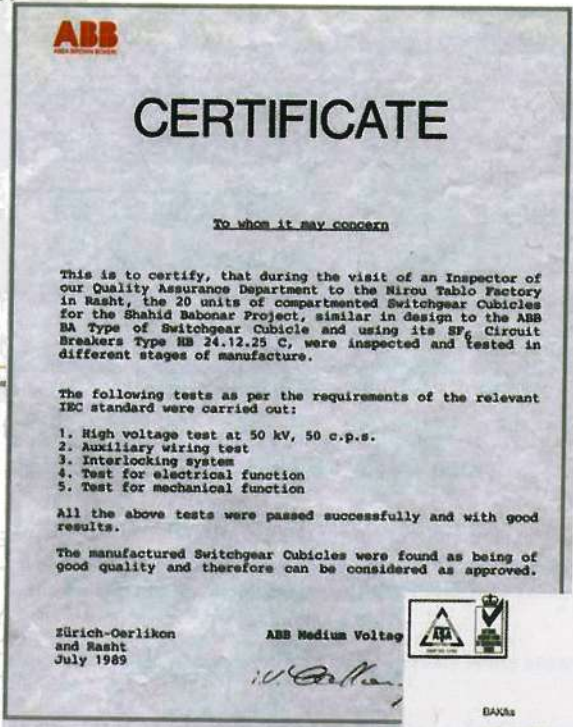 ABB
ASEA BROWN BOVERI
CERTIFICATE
To whom it may concern
This is to certify, that during the visit of an Inspector of
our Quality Assurance Department to the Nirou Tablo Factory
in Rasht, the 20 units of compartmented Switchgear Cubicles
for the Shahid Babonar Project, similar in design to the ABB
BA Type of Switchgear Cubicle and using its SF6 Circuit
Breakers Type HB 24.12.25 C, were inspected and tested in
different stages of manufacture.
The following tests as per the requirements of the relevant
IEC standard were carried out:
1. High voltage test at 50 kV, 50 c.p.s.
2. Auxiliary wiring test
3. Interlocking system
4. Test for electrical function
5. Test for mechanical function
All the above tests were passed successfully and with good
results.
The manufactured Switchgear Cubicles were found as being of
good quality and therefore can be considered as approved.
Zürich-Oerlikon
and Rasht
July 1989
ABB Medium Voltag